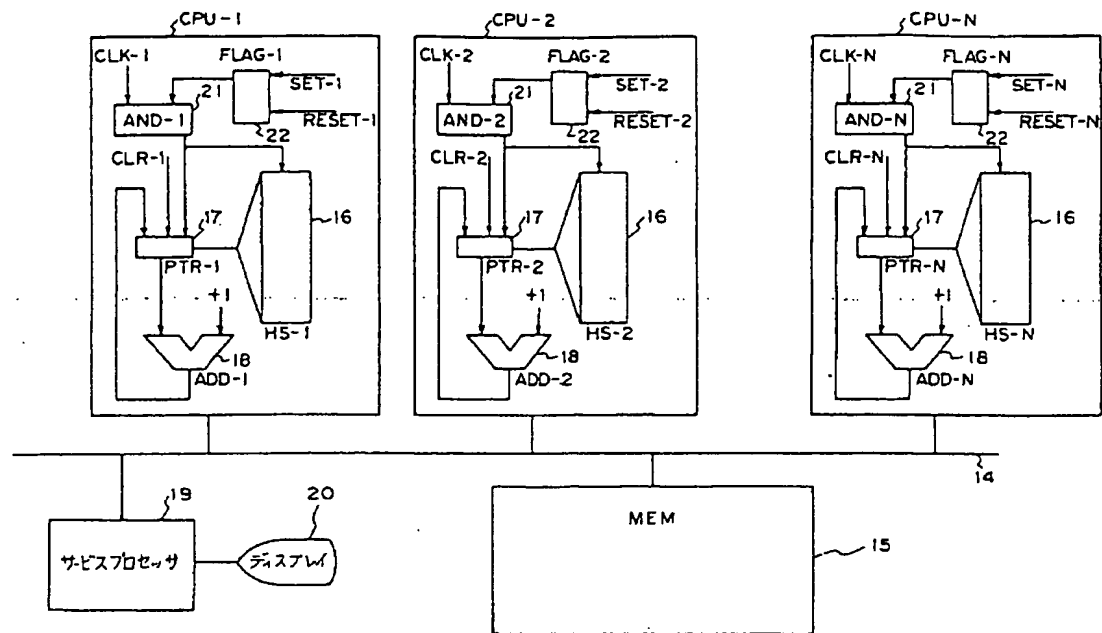 CPU-1
CLK-1
FLAG-1
SET-1
21
AND-1
RESET-1
22
CLR-1
16
17
PTR-1
+1
HS-1
18
ADD-1
CPU-2
CLK-2
FLAG-2
SET-2
21
AND-2
RESET-2
22
CLR-2
16
17
PTR-2
+1
HS-2
18
ADD-2
CPU-N
CLK-N
FLAG-N
SET-N
21
AND-N
RESET-N
22
CLR-N
16
17
PTR-N
+1
HS-N
18
ADD-N
14
19
サービスプロセッサ
20
ディスプレイ
MEM
15